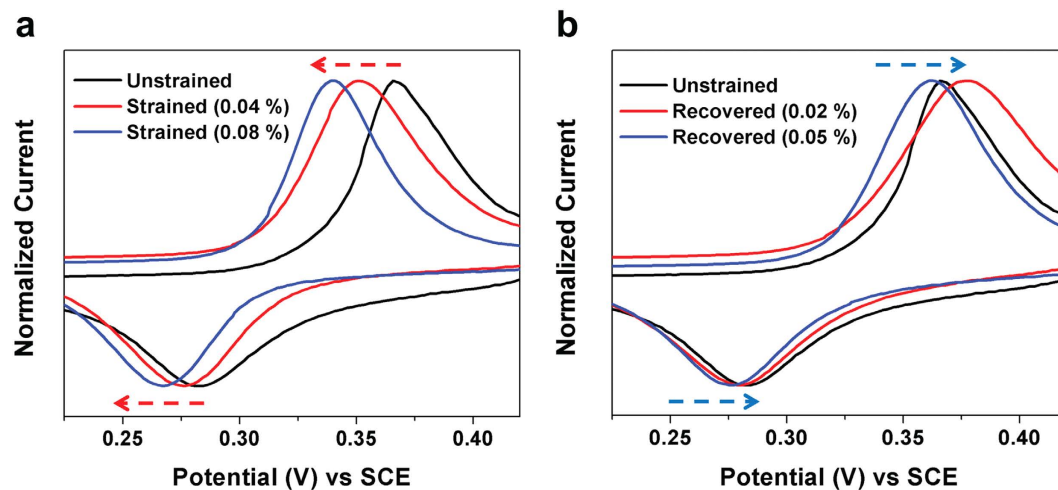 a
Unstrained
Strained (0.04 %)
Strained (0.08 %)
Normalized Current
0.25
0.30
0.35
0.40
Potential (V) vs SCE
b
Unstrained
Recovered (0.02 %)
Recovered (0.05 %)
Normalized Current
0.25
0.30
0.35
0.40
Potential (V) vs SCE